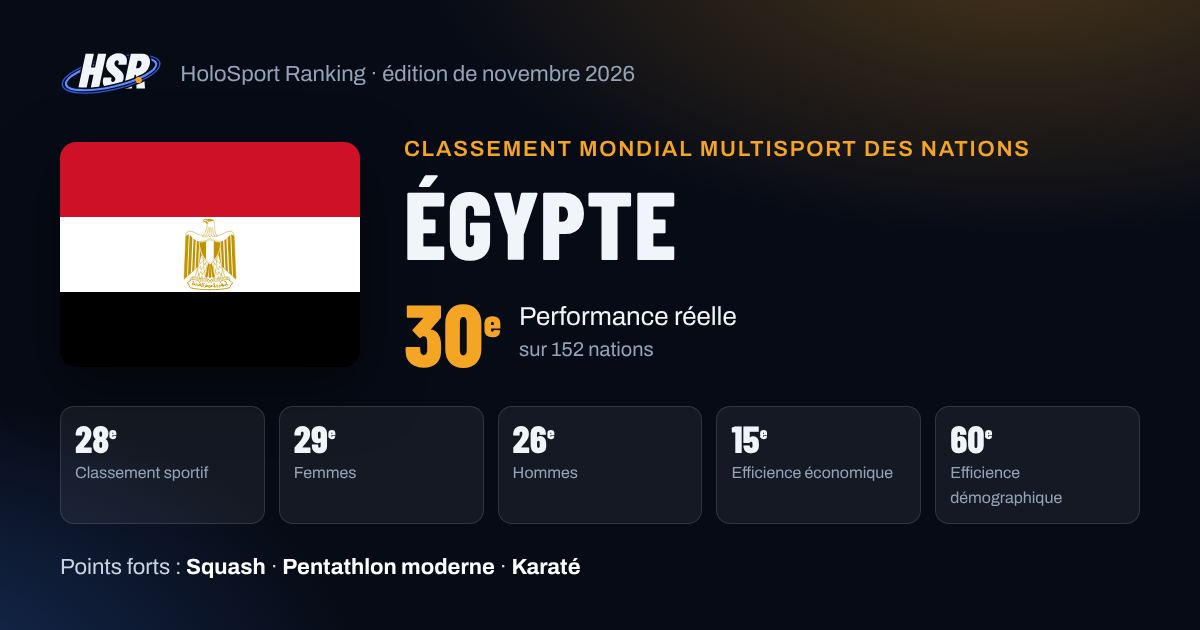 HSR HoloSport Ranking · édition de novembre 2026
CLASSEMENT MONDIAL MULTISPORT DES NATIONS
ÉGYPTE
30e Performance réelle
sur 152 nations
28e
Classement sportif
29e
Femmes
26e
Hommes
15e
Efficience économique
60e
Efficience
démographique
Points forts : Squash · Pentathlon moderne · Karaté